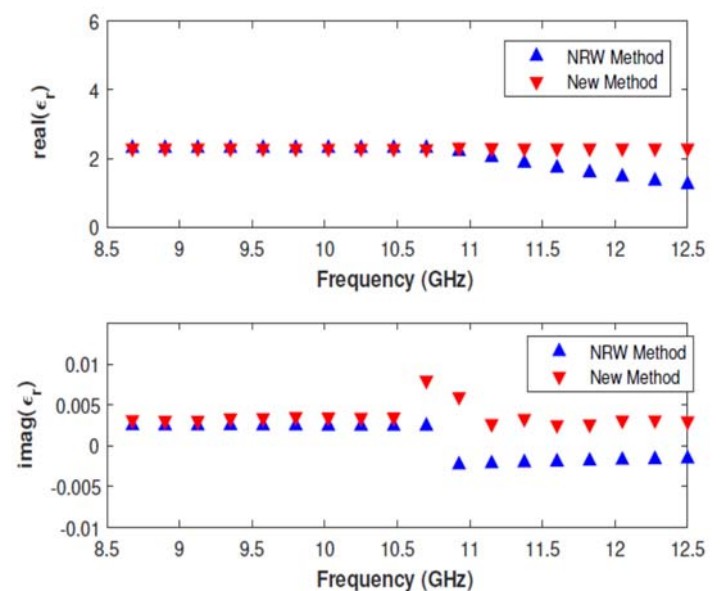 6
4
2
0
real(ϵr)
NRW Method
New Method
8.5 9 9.5 10 10.5 11 11.5 12 12.5
Frequency (GHz)
0.01
0.005
0
-0.005
-0.01
imag(ϵr)
NRW Method
New Method
8.5 9 9.5 10 10.5 11 11.5 12 12.5
Frequency (GHz)